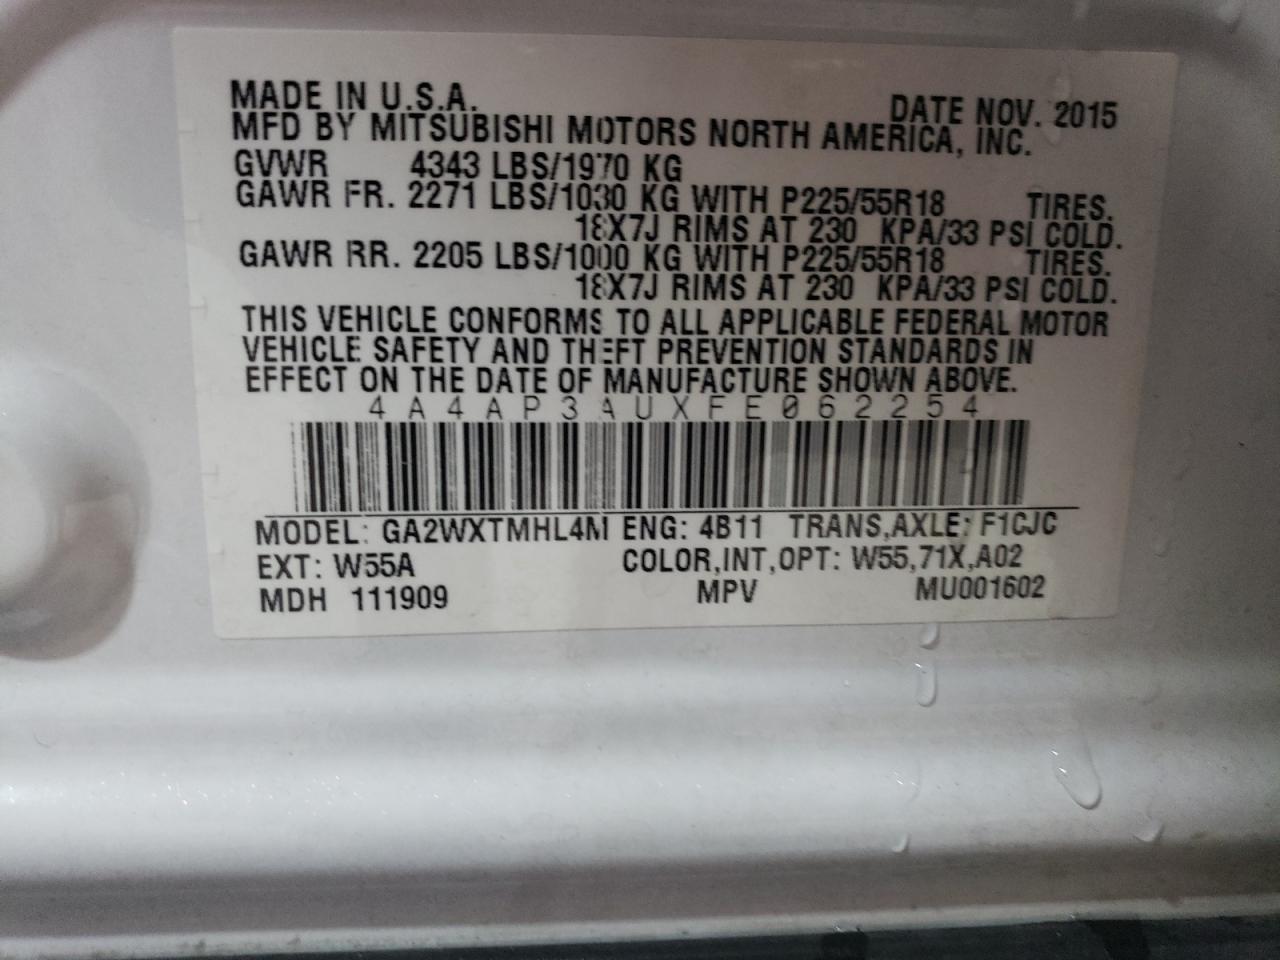 MADE IN U.S.A. DATE NOV. 2015
MFD BY MITSUBISHI MOTORS NORTH AMERICA, INC.
GVWR 4343 LBS/1970 KG
GAWR FR. 2271 LBS/1030 KG WITH P225/55R18 TIRES.
18X7J RIMS AT 230 KPA/33 PSI COLD.
GAWR RR. 2205 LBS/1000 KG WITH P225/55R18 TIRES.
18X7J RIMS AT 230 KPA/33 PSI COLD.
THIS VEHICLE CONFORMS TO ALL APPLICABLE FEDERAL MOTOR
VEHICLE SAFETY AND THEFT PREVENTION STANDARDS IN
EFFECT ON THE DATE OF MANUFACTURE SHOWN ABOVE.
4A4AP3AUXFE062254
MODEL: GA2WXTMHL4M ENG: 4B11 TRANS,AXLE: F1CJC
EXT: W55A COLOR,INT,OPT: W55,71X,A02
MDH 111909 MPV MU001602